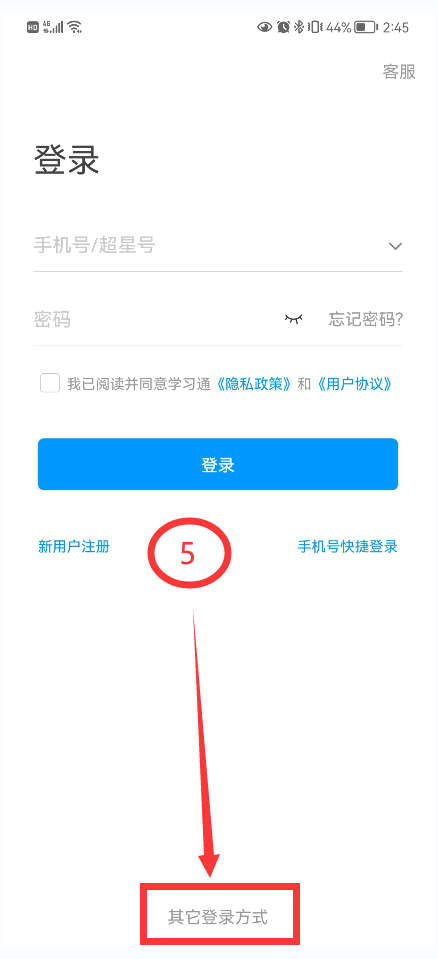 HD 4G 44% 2:45
客服
登录
手机号/超星号
密码 忘记密码?
我已阅读并同意学习通《隐私政策》和《用户协议》
登录
新用户注册 5 手机号快捷登录
其它登录方式